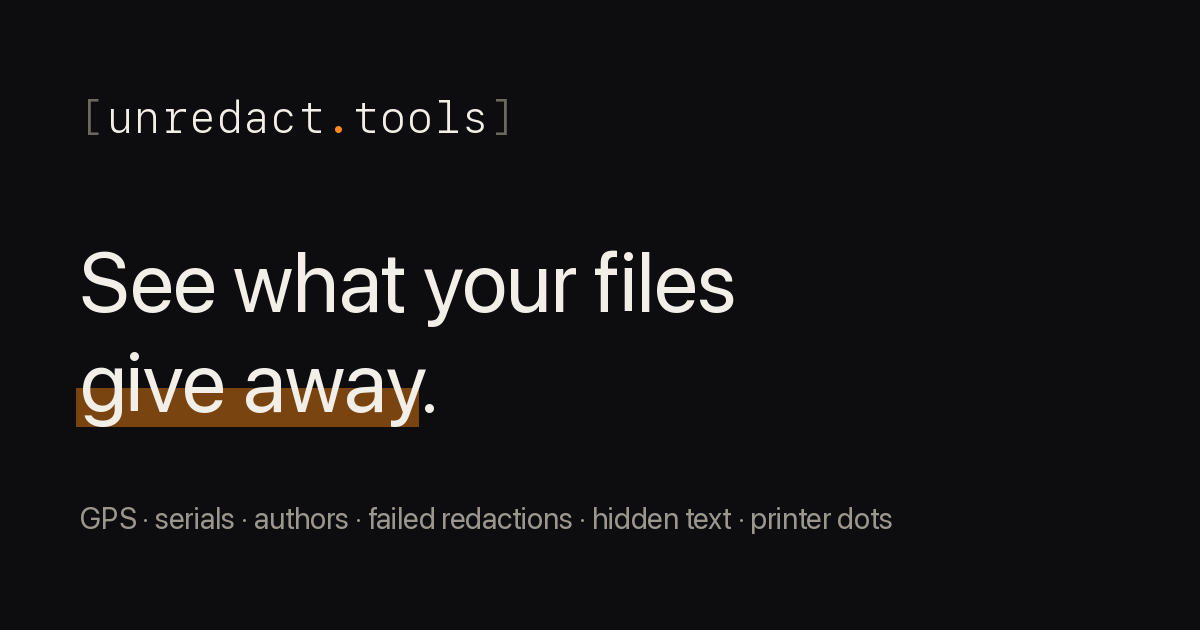 [unredact.tools]
See what your files
give away.
GPS · serials · authors · failed redactions · hidden text · printer dots